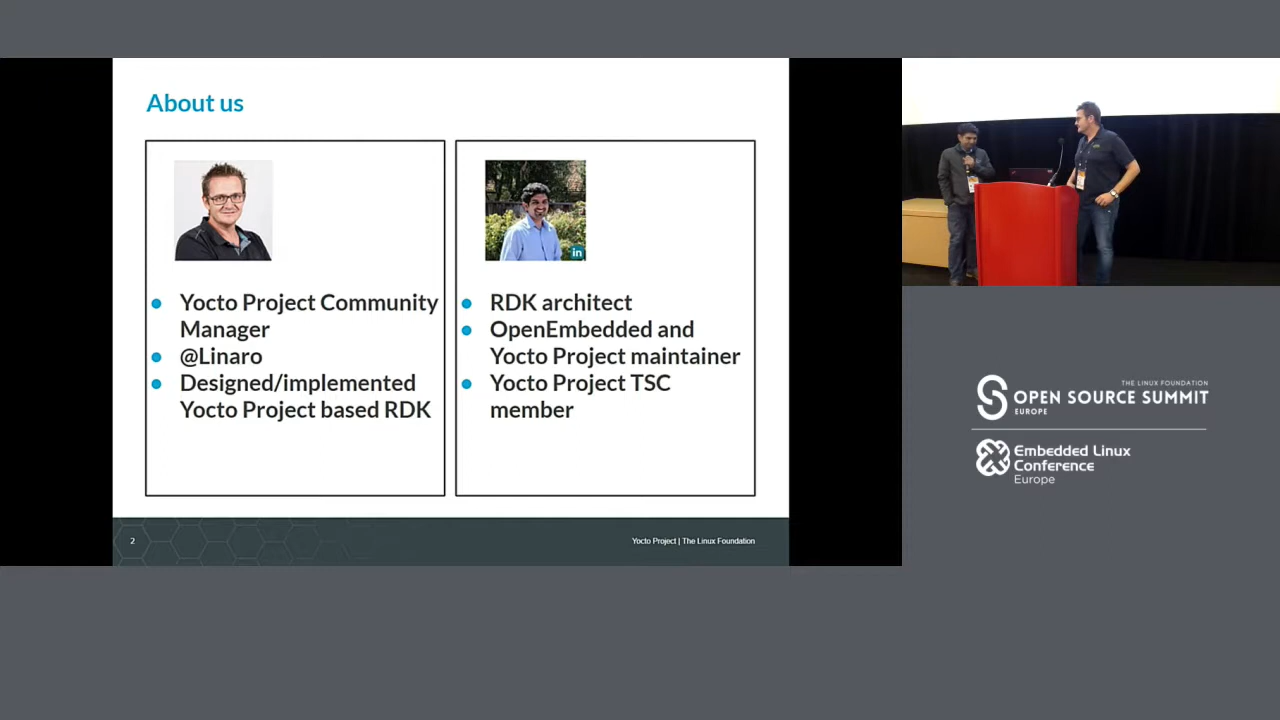 About us
Yocto Project Community
Manager
@Linaro
Designed/implemented
Yocto Project based RDK
in
RDK architect
OpenEmbedded and
Yocto Project maintainer
Yocto Project TSC
member
2
Yocto Project | The Linux Foundation
THE LINUX FOUNDATION
OPEN SOURCE SUMMIT
EUROPE
Embedded Linux
Conference
Europe